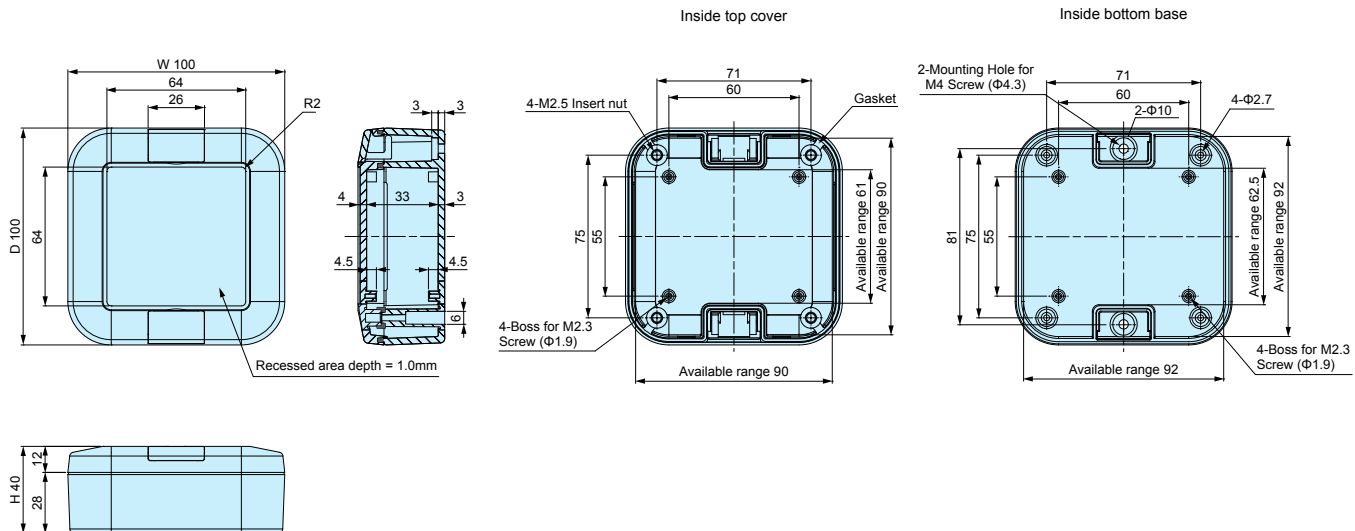 Inside top cover
Inside bottom base
W 100
64
26
R2
D 100
64
Recessed area depth = 1.0mm
3
3
4
33
3
4.5
4.5
6
71
60
4-M2.5 Insert nut
Gasket
75
55
Available range 61
Available range 90
4-Boss for M2.3
Screw (Φ1.9)
Available range 90
2-Mounting Hole for
M4 Screw (Φ4.3)
71
60
2-Φ10
4-Φ2.7
81
75
55
Available range 62.5
Available range 92
4-Boss for M2.3
Screw (Φ1.9)
Available range 92
H 40
12
28